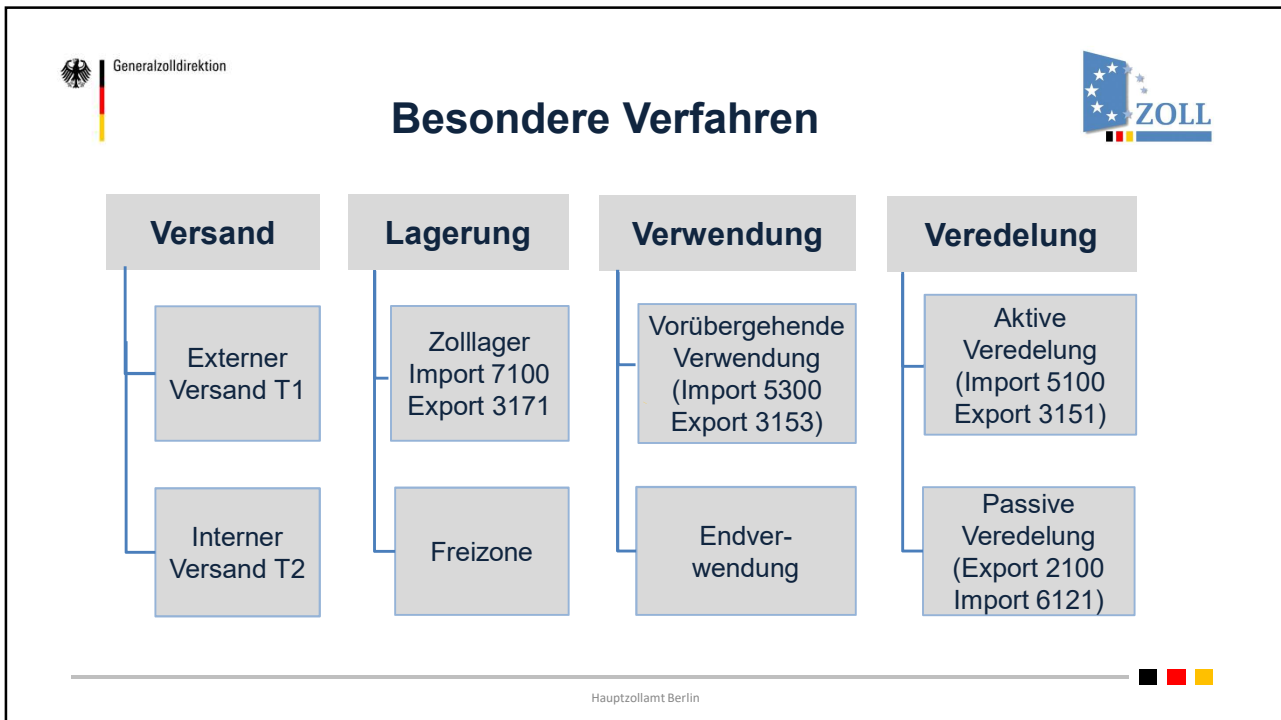 Generalzolldirektion
ZOLL
Besondere Verfahren
Versand
Externer
Versand T1
Interner
Versand T2
Lagerung
Zolllager
Import 7100
Export 3171
Freizone
Verwendung
Vorübergehende
Verwendung
(Import 5300
Export 3153)
Endver-
wendung
Veredelung
Aktive
Veredelung
(Import 5100
Export 3151)
Passive
Veredelung
(Export 2100
Import 6121)
Hauptzollamt Berlin